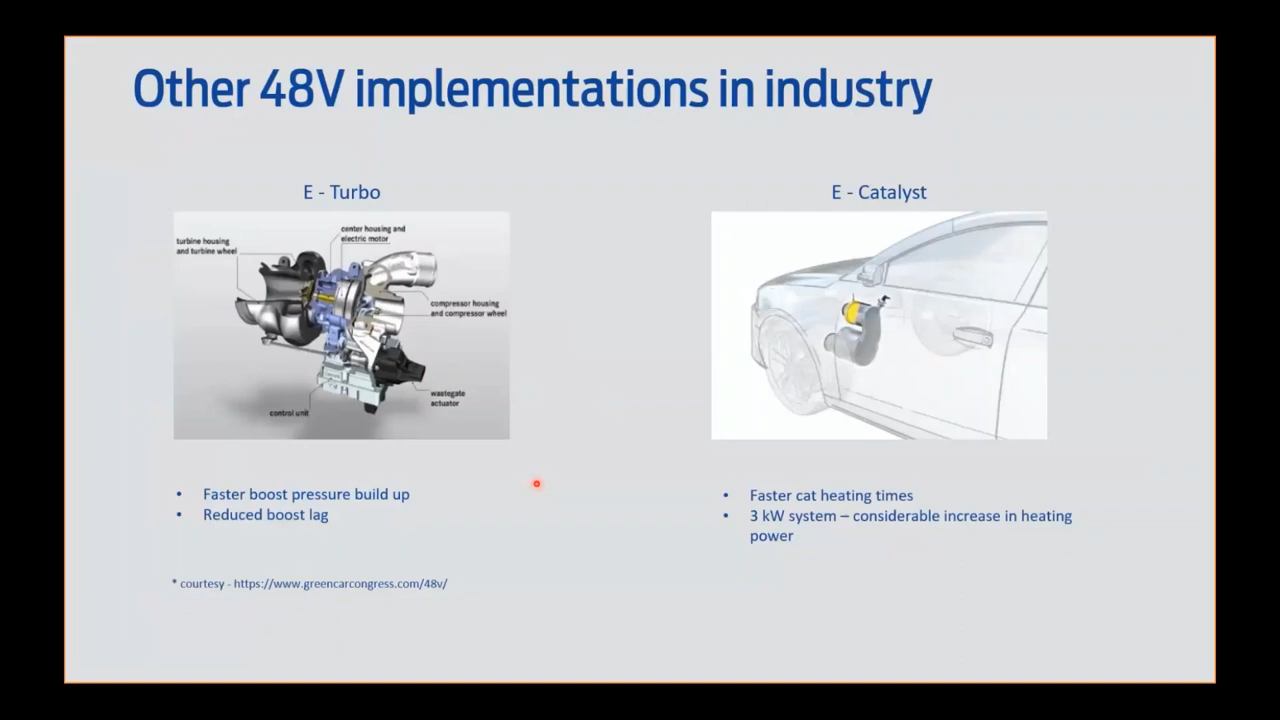 Other 48V implementations in industry
E - Turbo
turbine housing
and turbine wheel
center housing and
electric motor
compressor housing
and compressor wheel
wastegate
actuator
control unit
• Faster boost pressure build up
• Reduced boost lag
* courtesy - https://www.greencarcongress.com/48v/
E - Catalyst
• Faster cat heating times
• 3 kW system – considerable increase in heating
power